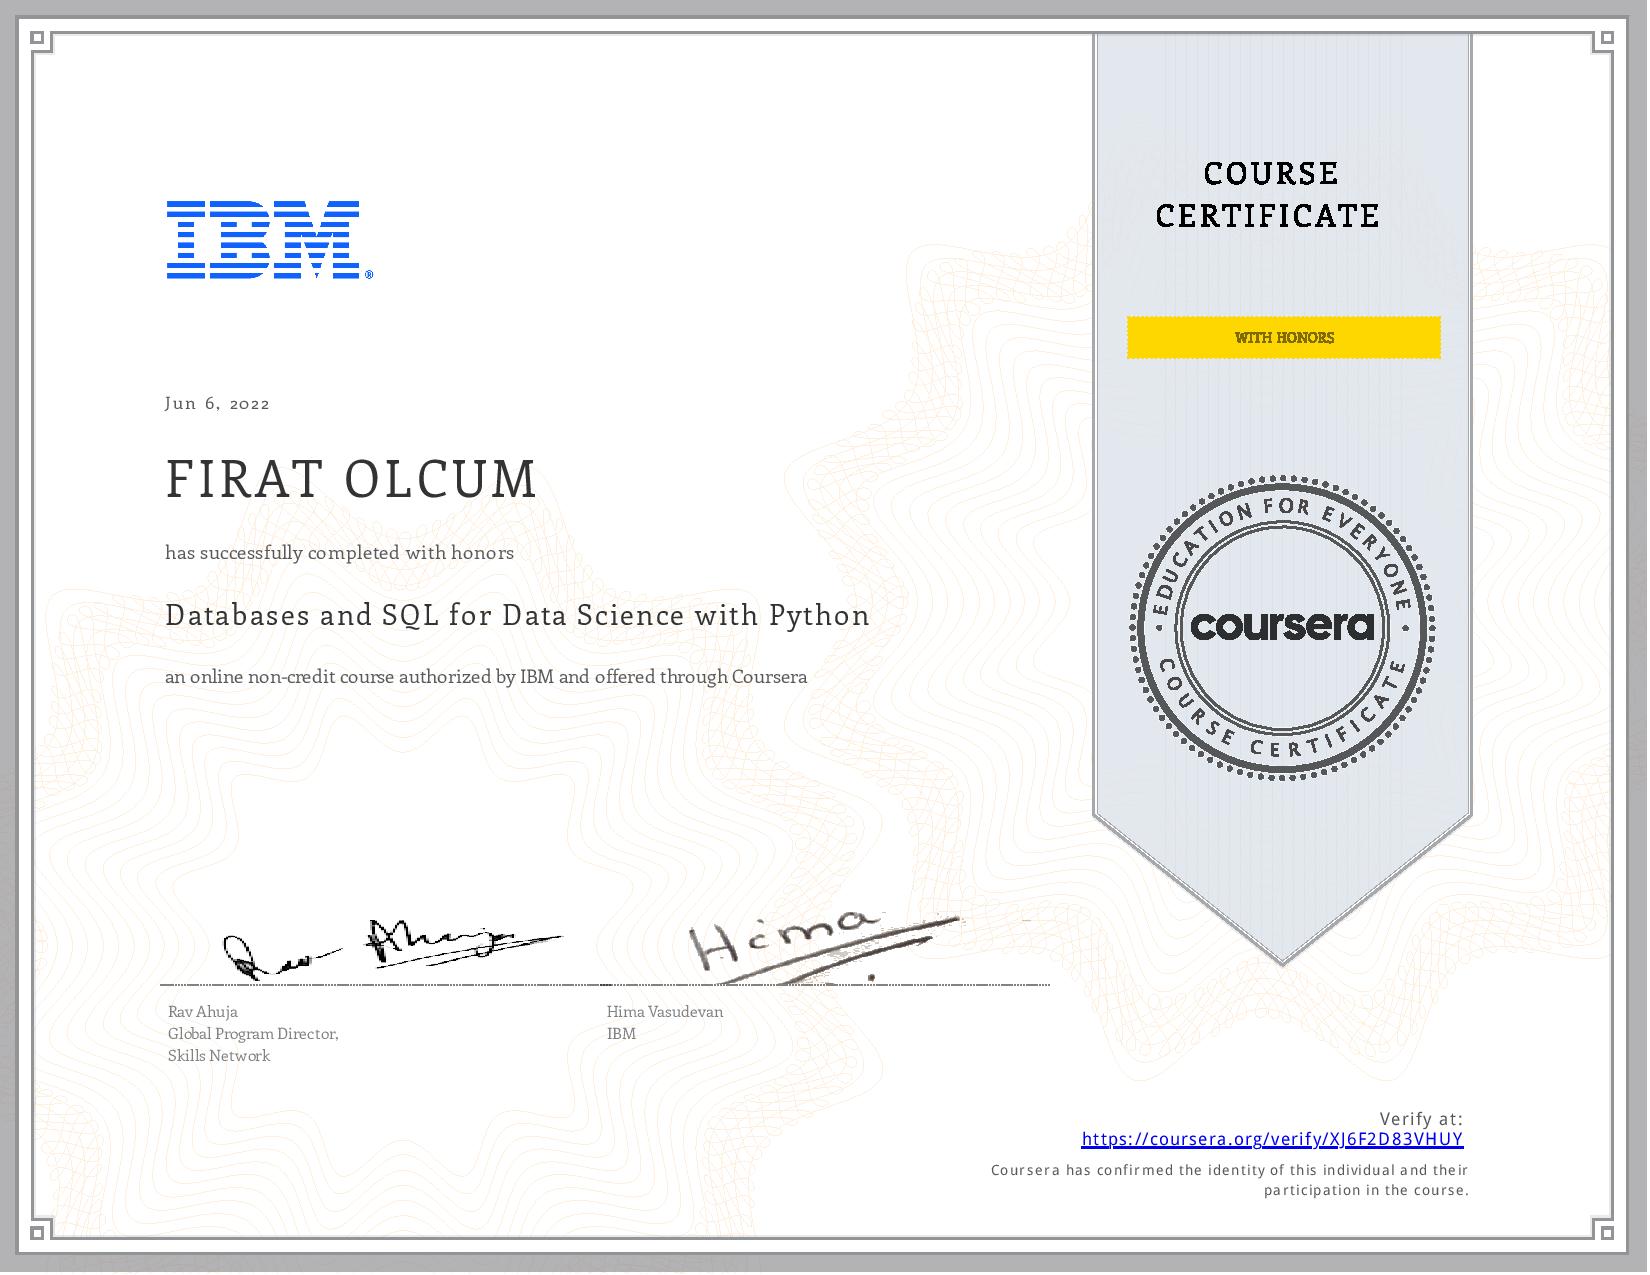 COURSE
CERTIFICATE
IBM®
WITH HONORS
Jun 6, 2022
FIRAT OLCUM
has successfully completed with honors
Databases and SQL for Data Science with Python
an online non-credit course authorized by IBM and offered through Coursera
• EDUCATION FOR EVERYONE •
coursera
COURSE CERTIFICATE
Hima
Rav Ahuja
Global Program Director,
Skills Network
Hima Vasudevan
IBM
Verify at:
https://coursera.org/verify/XJ6F2D83VHUY
Coursera has confirmed the identity of this individual and their
participation in the course.